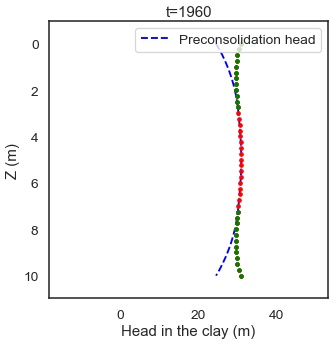 t=1960
Preconsolidation head
0
2
4
6
8
10
Z (m)
0
20
40
Head in the clay (m)